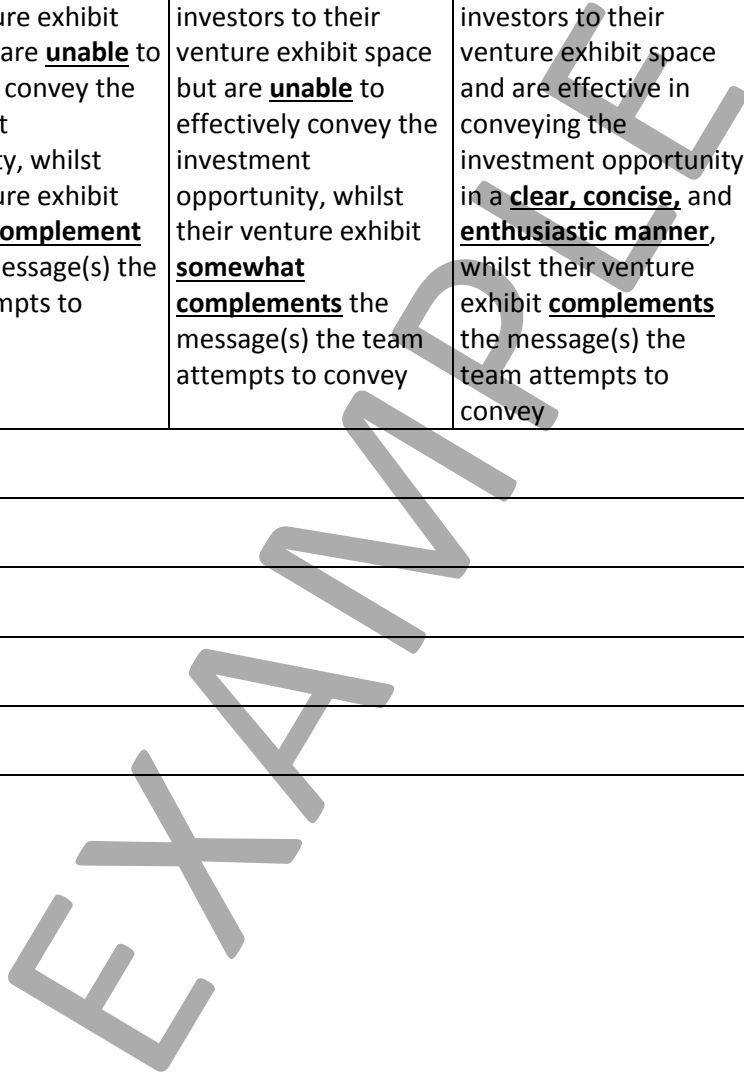 ure exhibit
are unable to
convey the
t
ty, whilst
ure exhibit
omplement
essage(s) the
mpts to
investors to their
venture exhibit space
but are unable to
effectively convey the
investment
opportunity, whilst
their venture exhibit
somewhat
complements the
message(s) the team
attempts to convey
investors to their
venture exhibit space
and are effective in
conveying the
investment opportunity
in a clear, concise, and
enthusiastic manner,
whilst their venture
exhibit complements
the message(s) the
team attempts to
convey
EXAMPLE